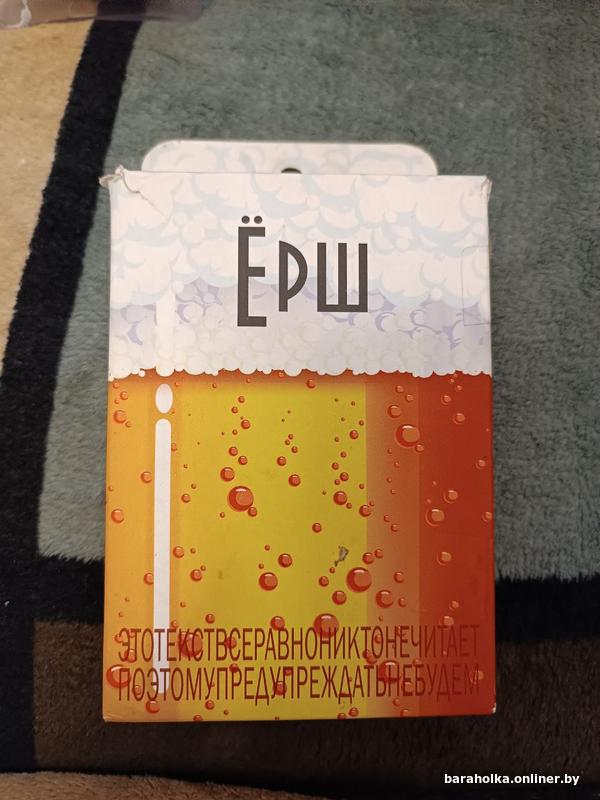 ЁРШ
ЭТОТЕКСТВСЕРАВНОНИКТОНЕЧИТАЕТ
ПОЭТОМУПРЕДУПРЕЖДАТЬНЕБУДЕМ
baraholka.onliner.by